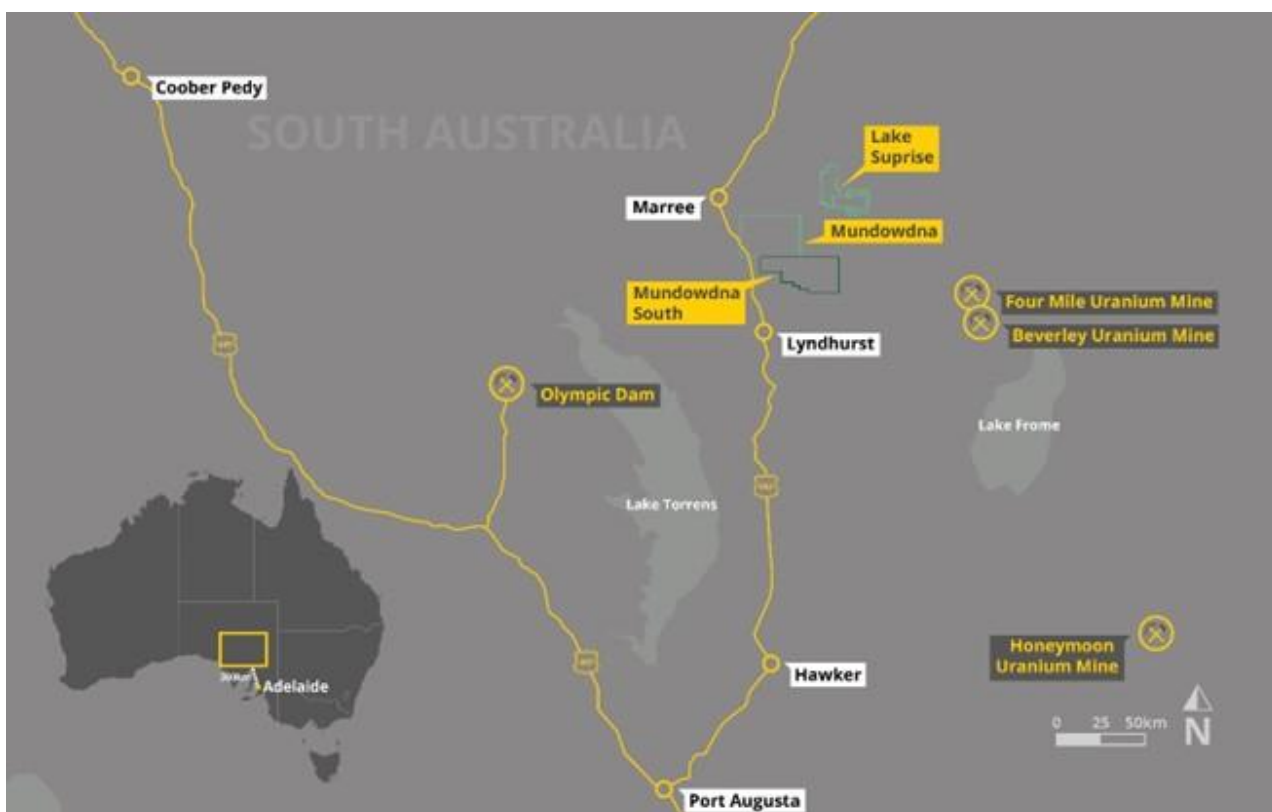 Coober Pedy
SOUTH AUSTRALIA
Lake
Suprise
Marree
Mundowdna
Mundowdna
South
Four Mile Uranium Mine
Beverley Uranium Mine
Lyndhurst
Olympic Dam
Lake Frome
Lake Torrens
Honeymoon
Uranium Mine
Hawker
Adelaide
0 25 50km
N
Port Augusta